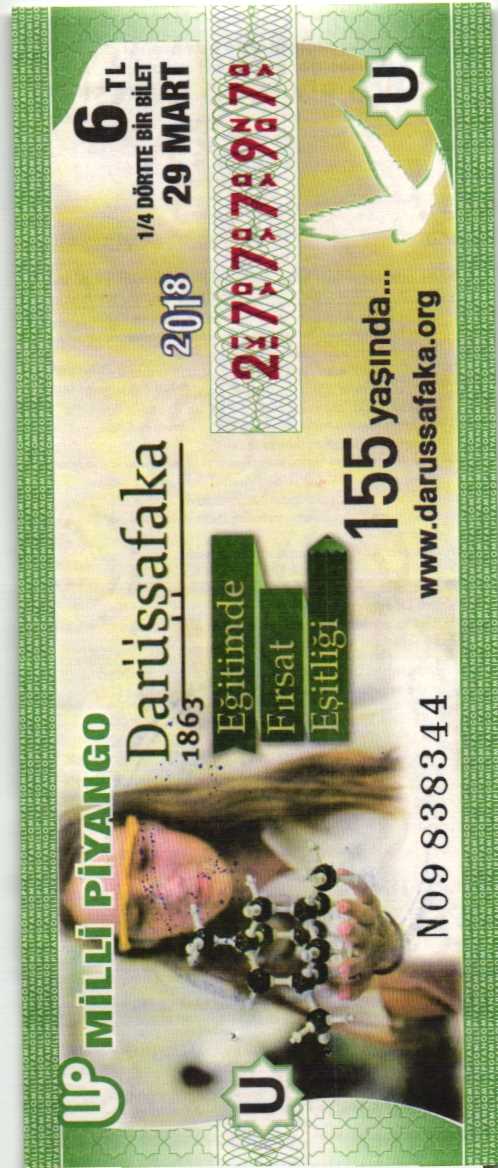 MİLLİ PİYANGO
6 TL
1/4 DÖRTTE BİR BİLET
29 MART
2018
Darüssafaka
1863
Eğitimde
Fırsat
Eşitliği
277797
155 yaşında...
www.darussafaka.org
N09 838344
U
U